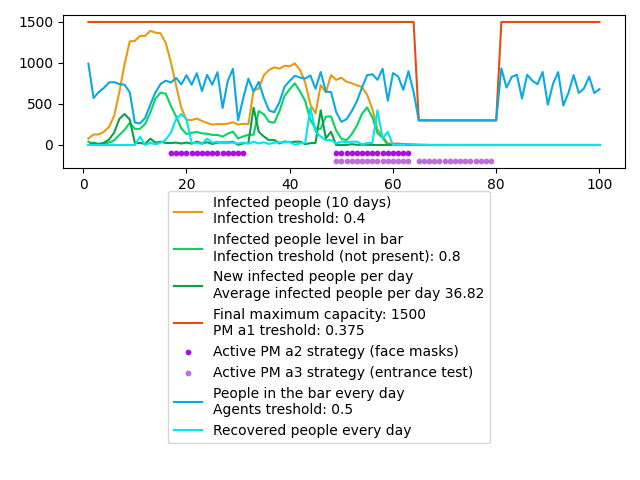 1500
1000
500
0
0
20
40
60
80
100
Infected people (10 days)
Infection treshold: 0.4
Infected people level in bar
Infection treshold (not present): 0.8
New infected people per day
Average infected people per day 36.82
Final maximum capacity: 1500
PM a1 treshold: 0.375
Active PM a2 strategy (face masks)
Active PM a3 strategy (entrance test)
People in the bar every day
Agents treshold: 0.5
Recovered people every day